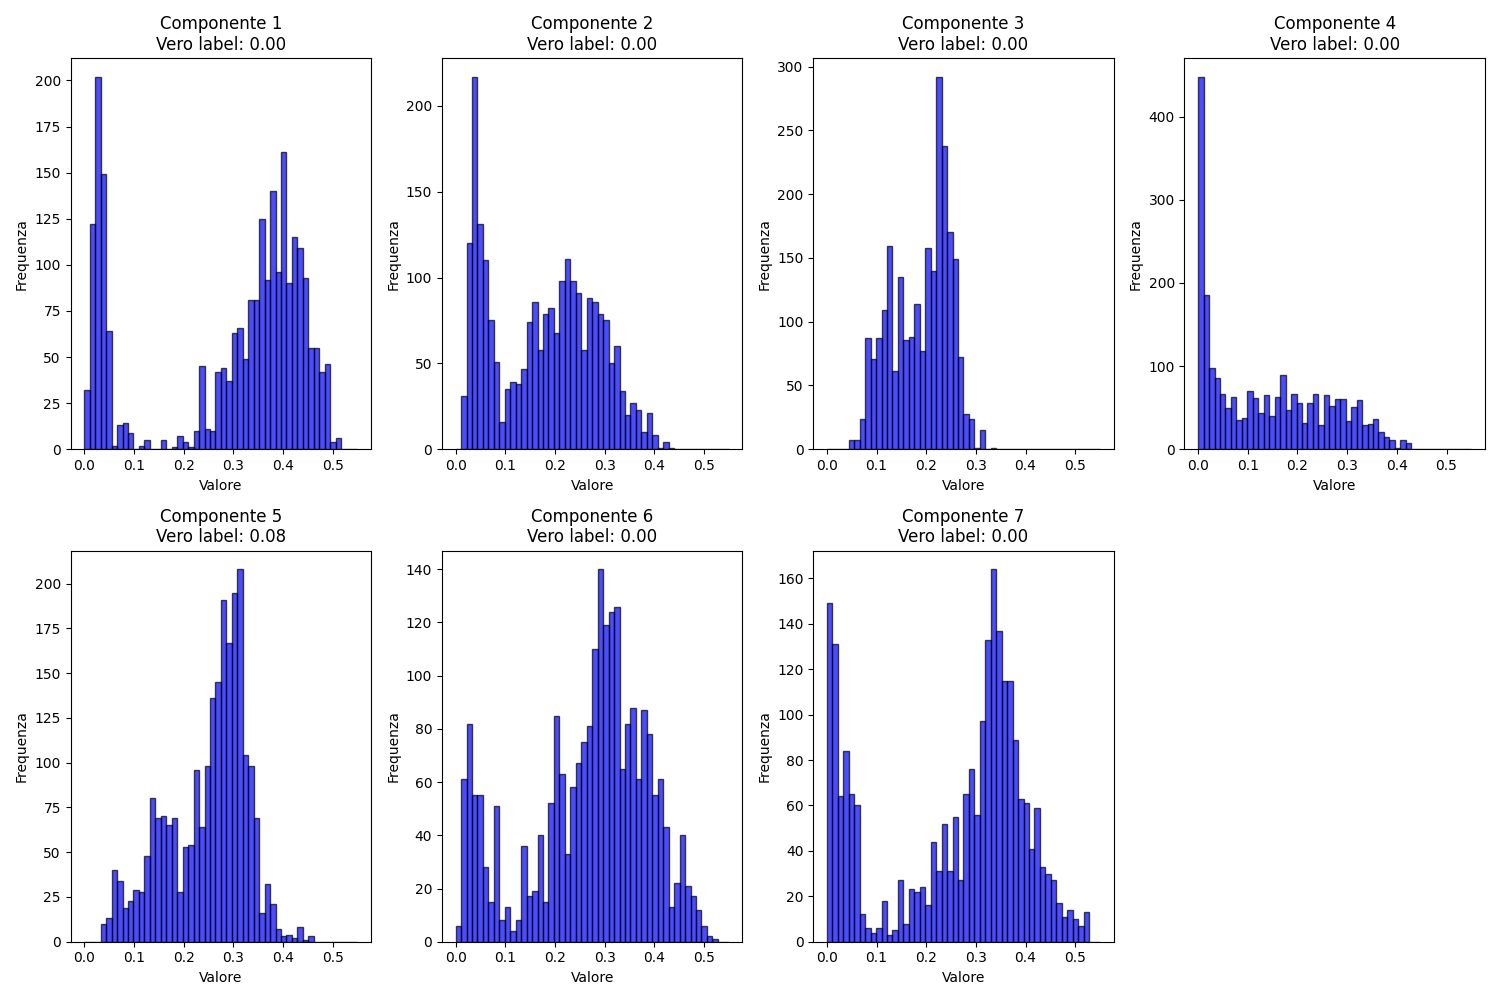 Componente 1
Vero label: 0.00
200
175
150
125
100
75
50
25
0
Frequenza
0.0 0.1 0.2 0.3 0.4 0.5
Valore
Componente 2
Vero label: 0.00
200
150
100
50
0
Frequenza
0.0 0.1 0.2 0.3 0.4 0.5
Valore
Componente 3
Vero label: 0.00
300
250
200
150
100
50
0
Frequenza
0.0 0.1 0.2 0.3 0.4 0.5
Valore
Componente 4
Vero label: 0.00
400
300
200
100
0
Frequenza
0.0 0.1 0.2 0.3 0.4 0.5
Valore
Componente 5
Vero label: 0.08
200
175
150
125
100
75
50
25
0
Frequenza
0.0 0.1 0.2 0.3 0.4 0.5
Valore
Componente 6
Vero label: 0.00
140
120
100
80
60
40
20
0
Frequenza
0.0 0.1 0.2 0.3 0.4 0.5
Valore
Componente 7
Vero label: 0.00
160
140
120
100
80
60
40
20
0
Frequenza
0.0 0.1 0.2 0.3 0.4 0.5
Valore